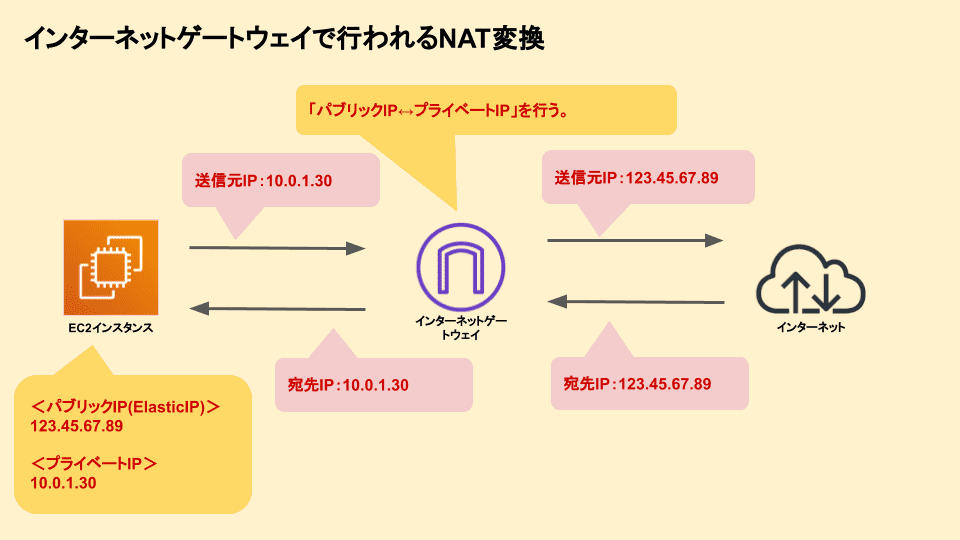 インターネットゲートウェイで行われるNAT変換
「パブリックIP↔プライベートIP」を行う。
送信元IP：10.0.1.30
送信元IP：123.45.67.89
EC2インスタンス
インターネットゲー
トウェイ
インターネット
宛先IP：10.0.1.30
宛先IP：123.45.67.89
＜パブリックIP(ElasticIP)＞
123.45.67.89
＜プライベートIP＞
10.0.1.30